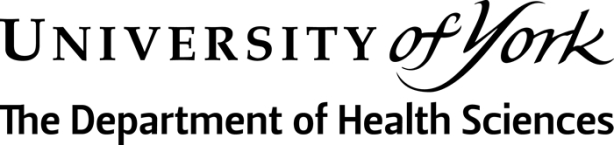 UNIVERSITY of York
The Department of Health Sciences